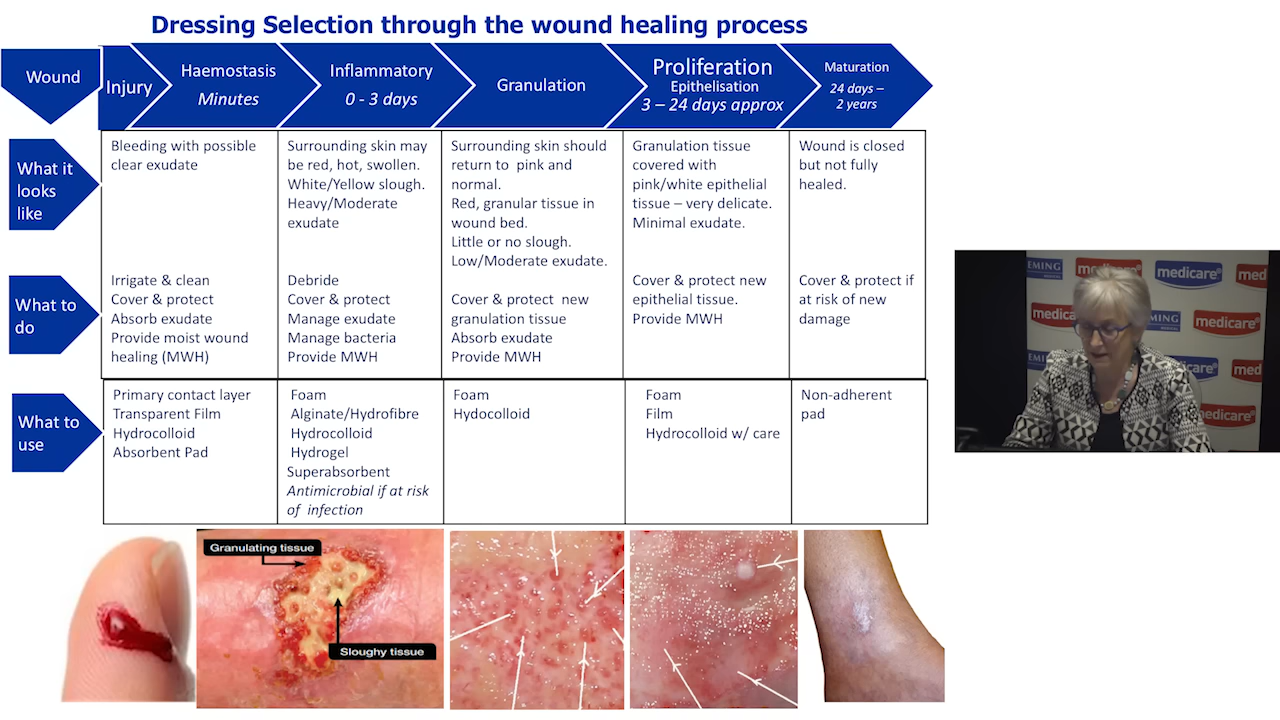 Dressing Selection through the wound healing process
Wound
Injury
Haemostasis
Minutes
Inflammatory
0 - 3 days
Granulation
Proliferation
Epithelisation
3 – 24 days approx
Maturation
24 days –
2 years
What it
looks
like
Bleeding with possible
clear exudate
Surrounding skin may
be red, hot, swollen.
White/Yellow slough.
Heavy/Moderate
exudate
Surrounding skin should
return to pink and
normal.
Red, granular tissue in
wound bed.
Little or no slough.
Low/Moderate exudate.
Granulation tissue
covered with
pink/white epithelial
tissue – very delicate.
Minimal exudate.
Wound is closed
but not fully
healed.
What to
do
Irrigate & clean
Cover & protect
Absorb exudate
Provide moist wound
healing (MWH)
Debride
Cover & protect
Manage exudate
Manage bacteria
Provide MWH
Cover & protect new
granulation tissue
Absorb exudate
Provide MWH
Cover & protect new
epithelial tissue.
Provide MWH
Cover & protect if
at risk of new
damage
What to
use
Primary contact layer
Transparent Film
Hydrocolloid
Absorbent Pad
Foam
Alginate/Hydrofibre
Hydrocolloid
Hydrogel
Superabsorbent
Antimicrobial if at risk
of infection
Foam
Hydocolloid
Foam
Film
Hydrocolloid w/ care
Non-adherent
pad
Granulating tissue
Sloughy tissue
EMING
medicare
medicare
med
medica
MING
medicare
care
med
edicare